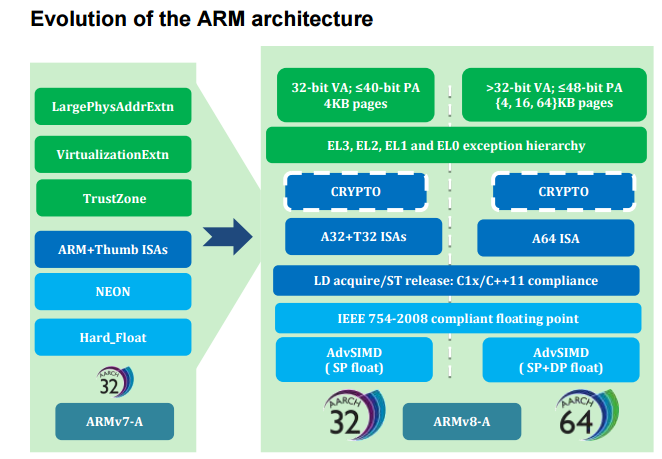 Evolution of the ARM architecture
LargePhysAddrExtn
VirtualizationExtn
TrustZone
ARM+Thumb ISAs
NEON
Hard_Float
AARCH
32
ARMv7-A
32-bit VA; ≤40-bit PA
4KB pages
>32-bit VA; ≤48-bit PA
{4, 16, 64}KB pages
EL3, EL2, EL1 and EL0 exception hierarchy
CRYPTO
CRYPTO
A32+T32 ISAs
A64 ISA
LD acquire/ST release: C1x/C++11 compliance
IEEE 754-2008 compliant floating point
AdvSIMD
( SP float)
AdvSIMD
( SP+DP float)
AARCH
32
ARMv8-A
AARCH
64